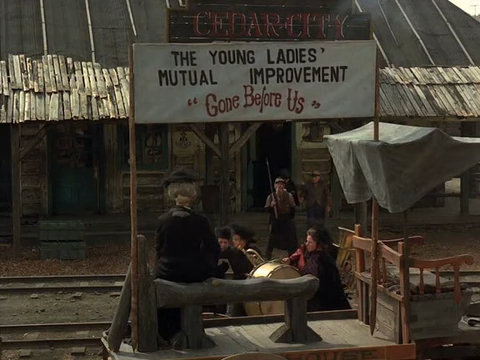 CEDAR CITY
THE YOUNG LADIES'
MUTUAL IMPROVEMENT
"Gone Before Us"